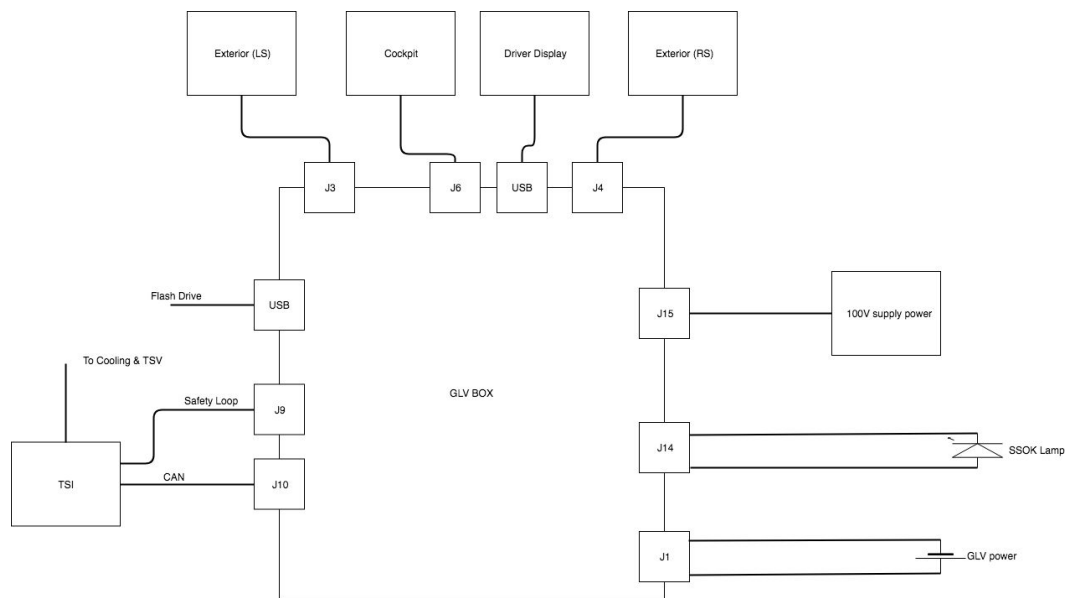 Exterior (LS)
Cockpit
Driver Display
Exterior (RS)
J3
J6
USB
J4
Flash Drive
USB
J15
100V supply power
To Cooling & TSV
Safety Loop
J9
GLV BOX
J14
SSOK Lamp
TSI
CAN
J10
J1
GLV power